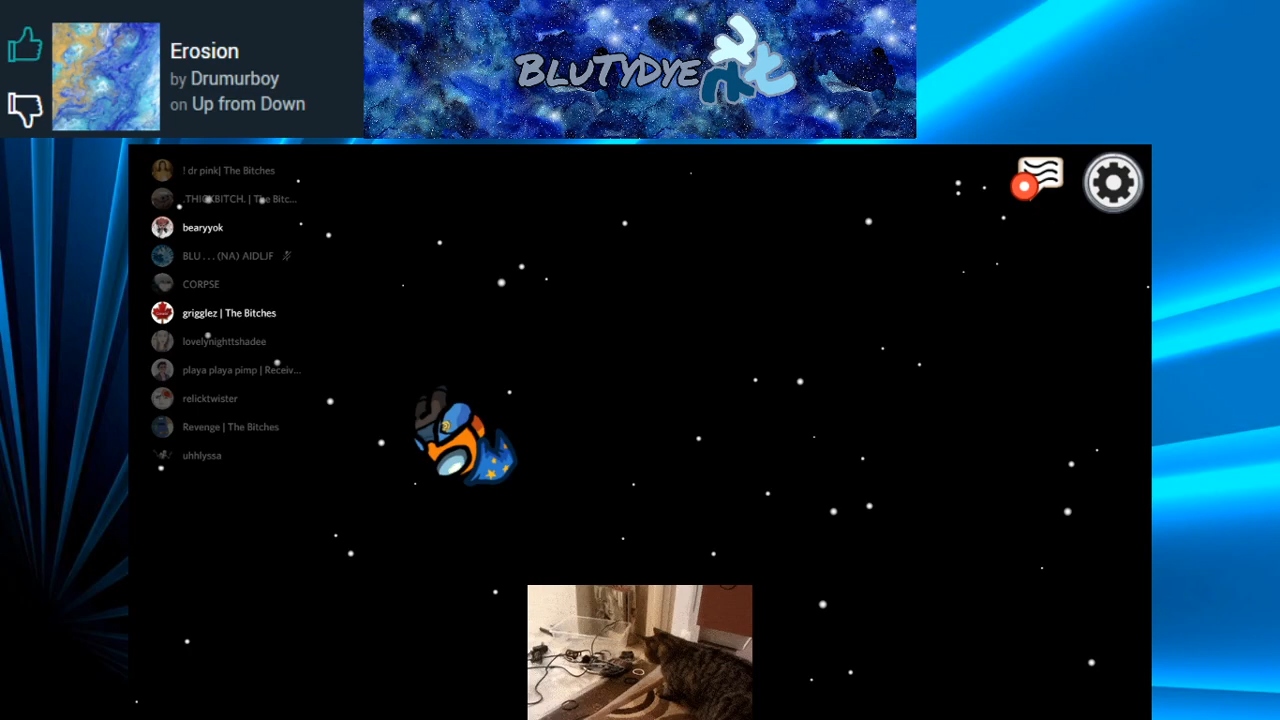 Erosion
by Drumurboy
on Up from Down
BLUTYDYE
! dr pink| The Bitches
.THICKBITCH. | The Bitc...
bearyyok
BLU . . . (NA) AIDLJF
CORPSE
grigglez | The Bitches
lovelynighttshadee
playa playa pimp | Receiv...
relicktwister
Revenge | The Bitches
uhhlyssa